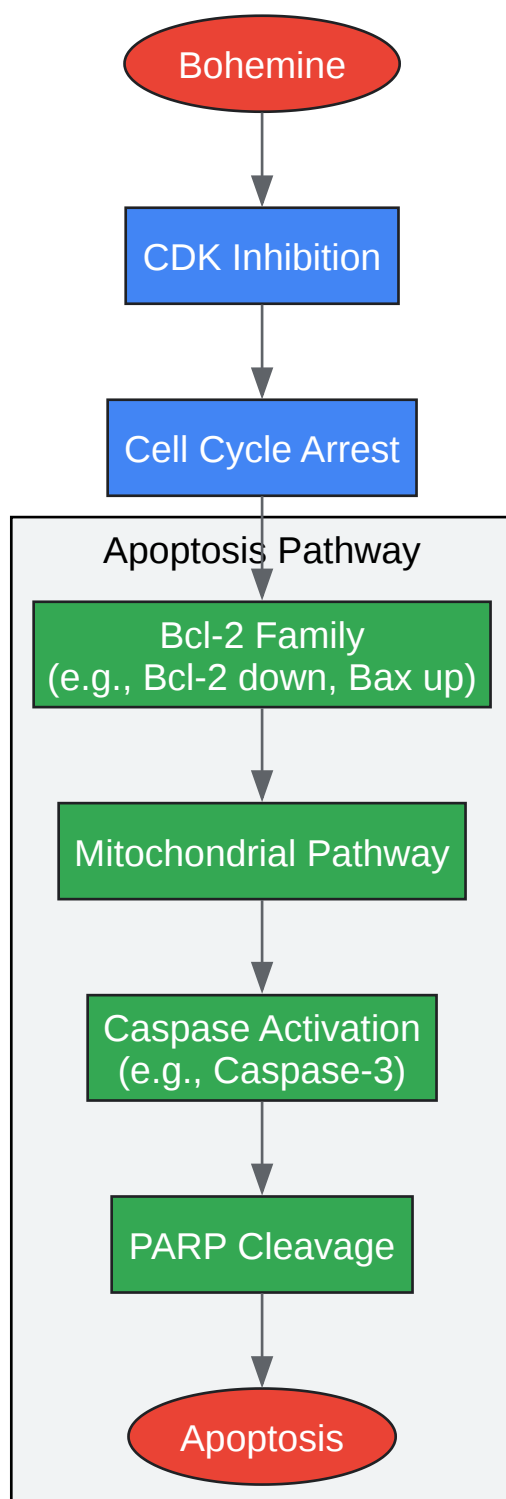 Bohemine
CDK Inhibition
Cell Cycle Arrest
Apoptosis Pathway
Bcl-2 Family
(e.g., Bcl-2 down, Bax up)
Mitochondrial Pathway
Caspase Activation
(e.g., Caspase-3)
PARP Cleavage
Apoptosis